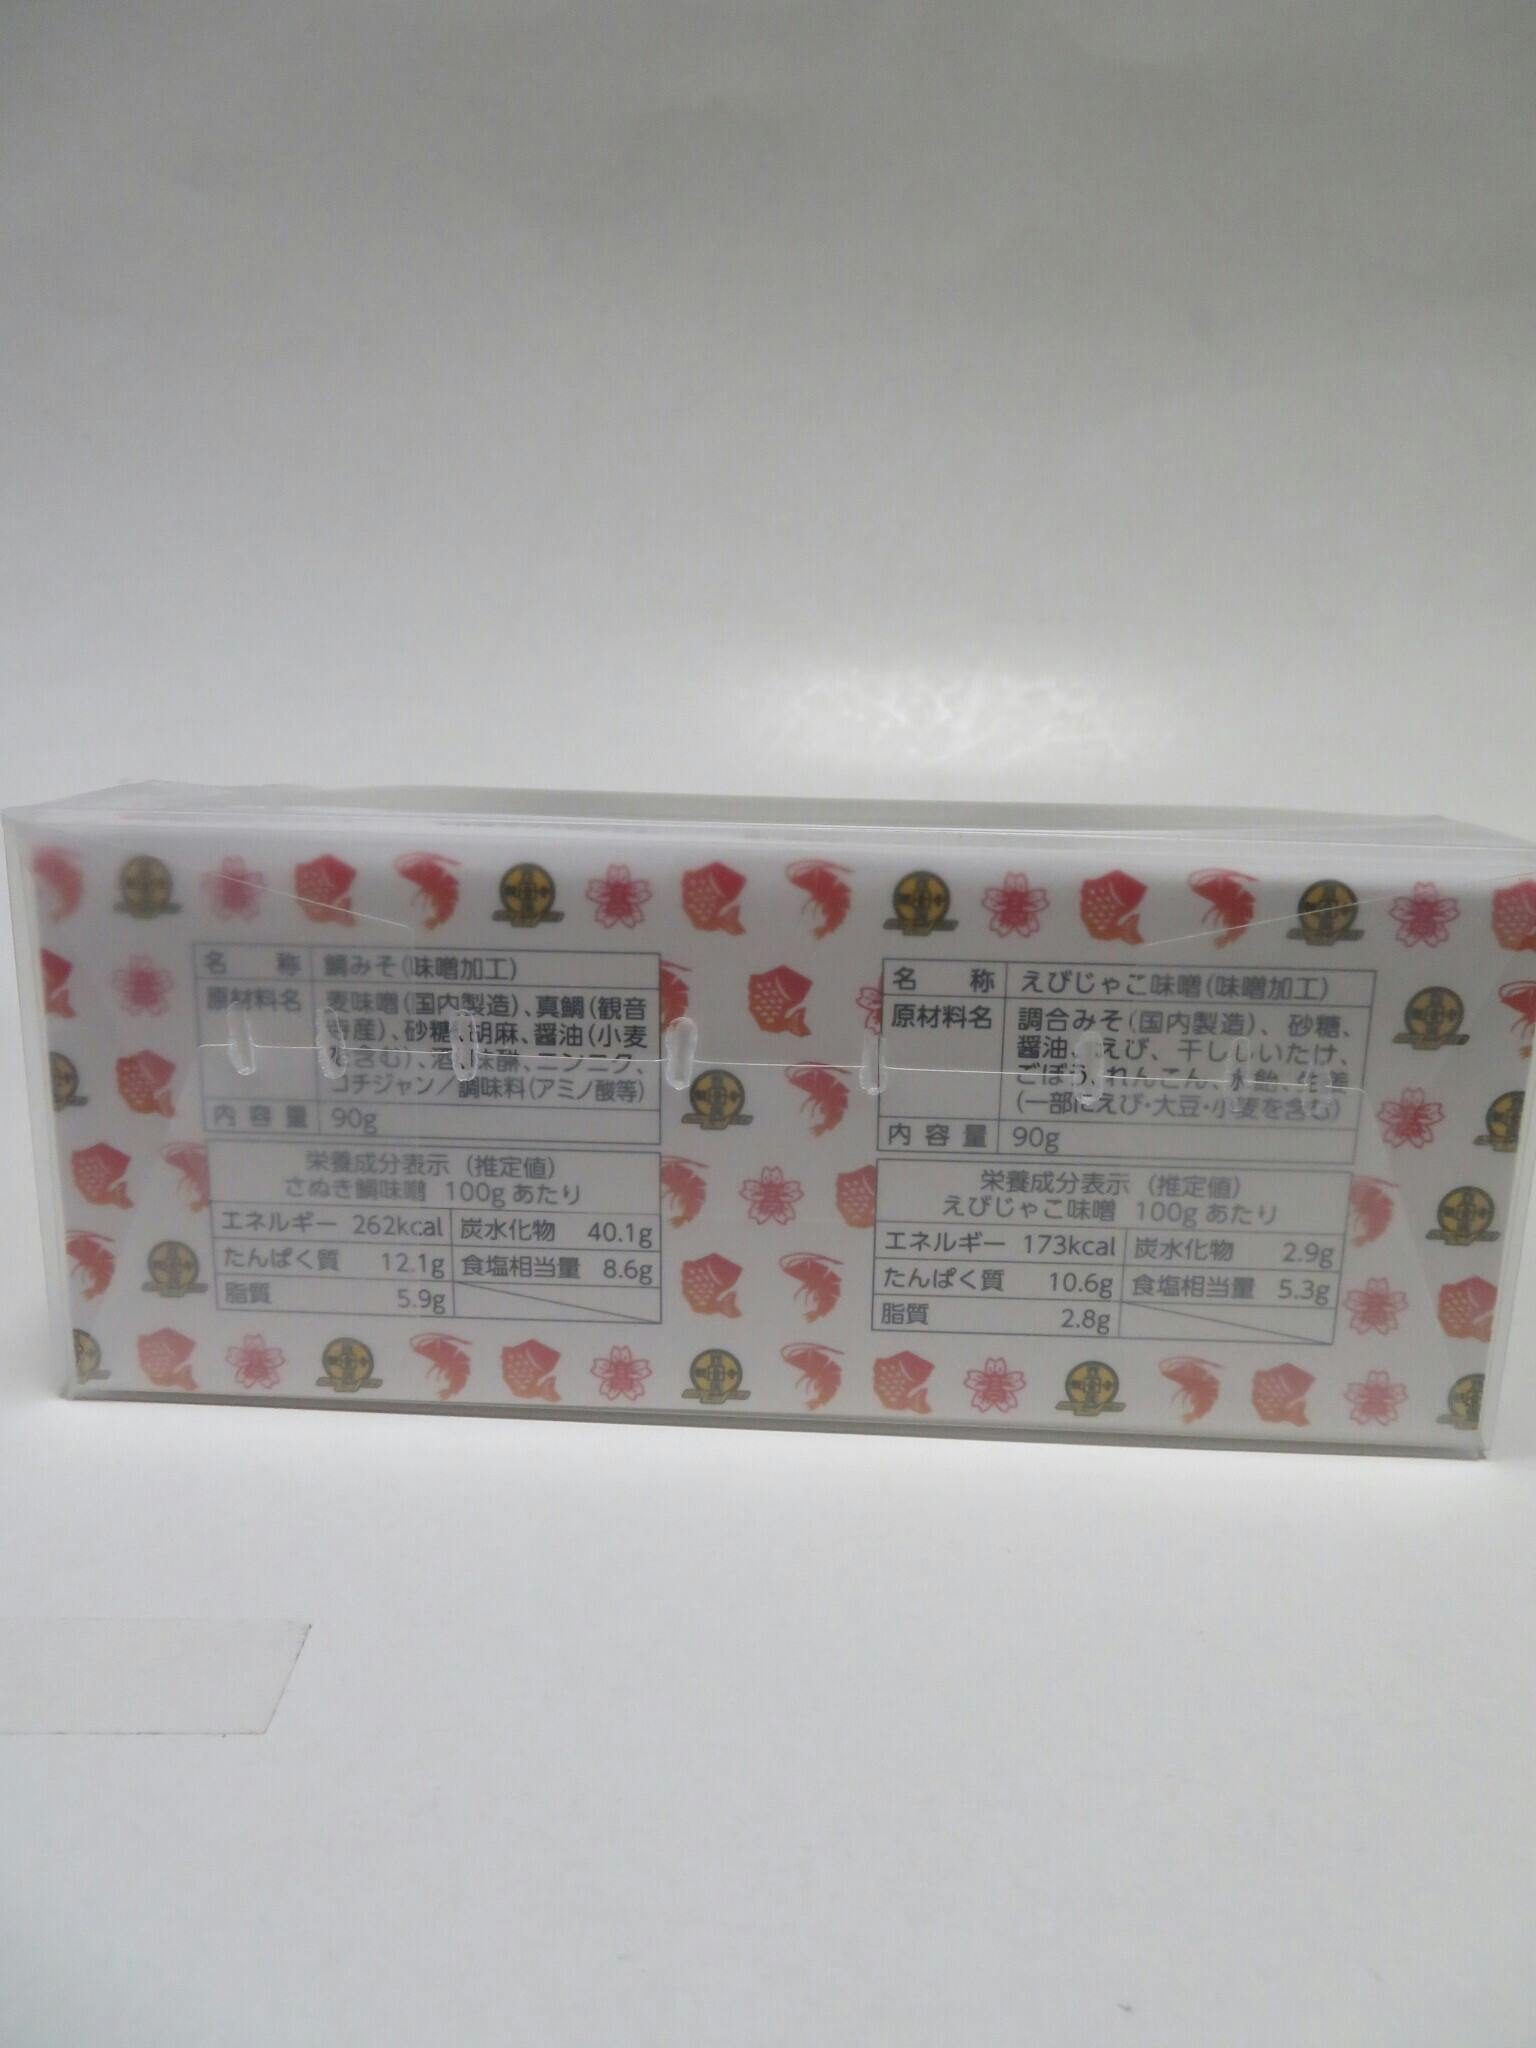 名 称 鯛みそ(味噌加工)
原材料名 麦味噌(国内製造)、真鯛(観音
寺産)、砂糖、胡麻、醤油(小麦
を含む)、酒、味醂、ニンニク、
コチジャン/調味料(アミノ酸等)
内容量 90g
栄養成分表示(推定値)
さぬき鯛味噌 100gあたり
エネルギー 262kcal 炭水化物 40.1g
たんぱく質 12.1g 食塩相当量 8.6g
脂質 5.9g
名 称 えびじゃこ味噌(味噌加工)
原材料名 調合みそ(国内製造)、砂糖、
醤油、えび、干ししいたけ、
ごぼう、れんこん、水飴、生姜
(一部にえび・大豆・小麦を含む)
内容量 90g
栄養成分表示(推定値)
えびじゃこ味噌 100gあたり
エネルギー 173kcal 炭水化物 2.9g
たんぱく質 10.6g 食塩相当量 5.3g
脂質 2.8g